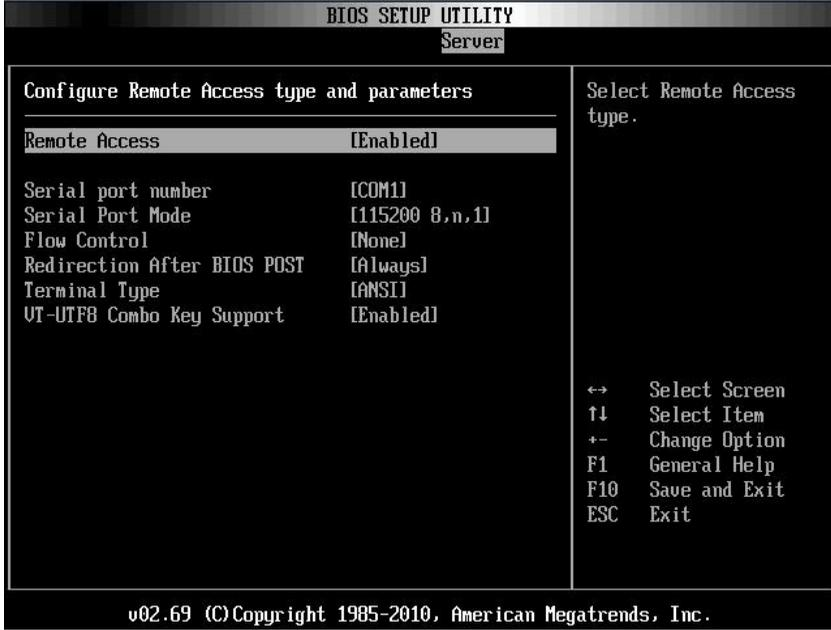 BIOS SETUP UTILITY
Server
Configure Remote Access type and parameters
Remote Access [Enabled]
Serial port number [COM1]
Serial Port Mode [115200 8,n,1]
Flow Control [None]
Redirection After BIOS POST [Always]
Terminal Type [ANSI]
VT-UTF8 Combo Key Support [Enabled]
Select Remote Access
type.
↔ Select Screen
↑↓ Select Item
+- Change Option
F1 General Help
F10 Save and Exit
ESC Exit
v02.69 (C)Copyright 1985-2010, American Megatrends, Inc.